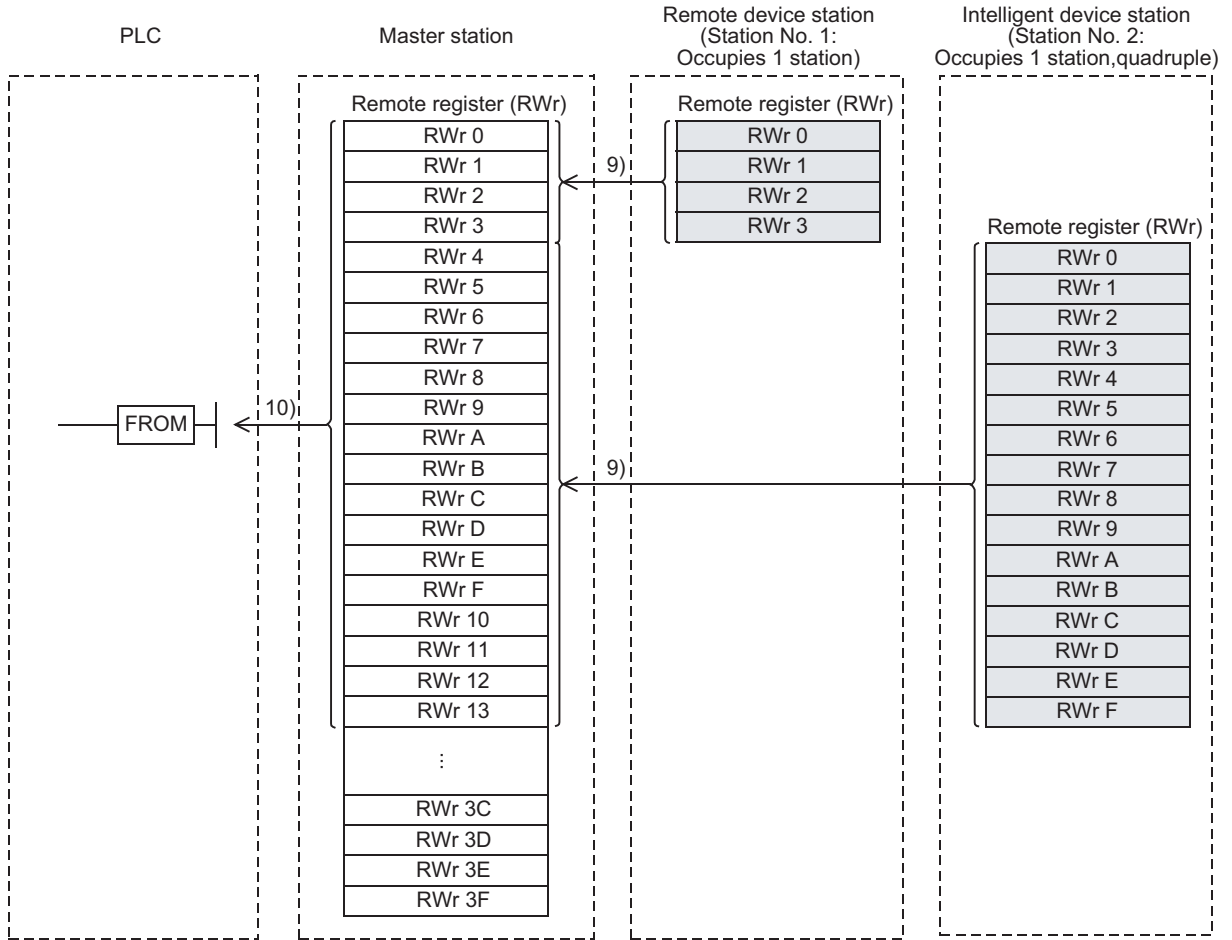 PLC
Master station
Remote device station
(Station No. 1:
Occupies 1 station)
Intelligent device station
(Station No. 2:
Occupies 1 station,quadruple)
Remote register (RWr)
RWr 0
RWr 1
RWr 2
RWr 3
RWr 4
RWr 5
RWr 6
RWr 7
RWr 8
RWr 9
RWr A
RWr B
RWr C
RWr D
RWr E
RWr F
RWr 10
RWr 11
RWr 12
RWr 13
...
RWr 3C
RWr 3D
RWr 3E
RWr 3F
9)
Remote register (RWr)
RWr 0
RWr 1
RWr 2
RWr 3
9)
Remote register (RWr)
RWr 0
RWr 1
RWr 2
RWr 3
RWr 4
RWr 5
RWr 6
RWr 7
RWr 8
RWr 9
RWr A
RWr B
RWr C
RWr D
RWr E
RWr F
FROM
10)